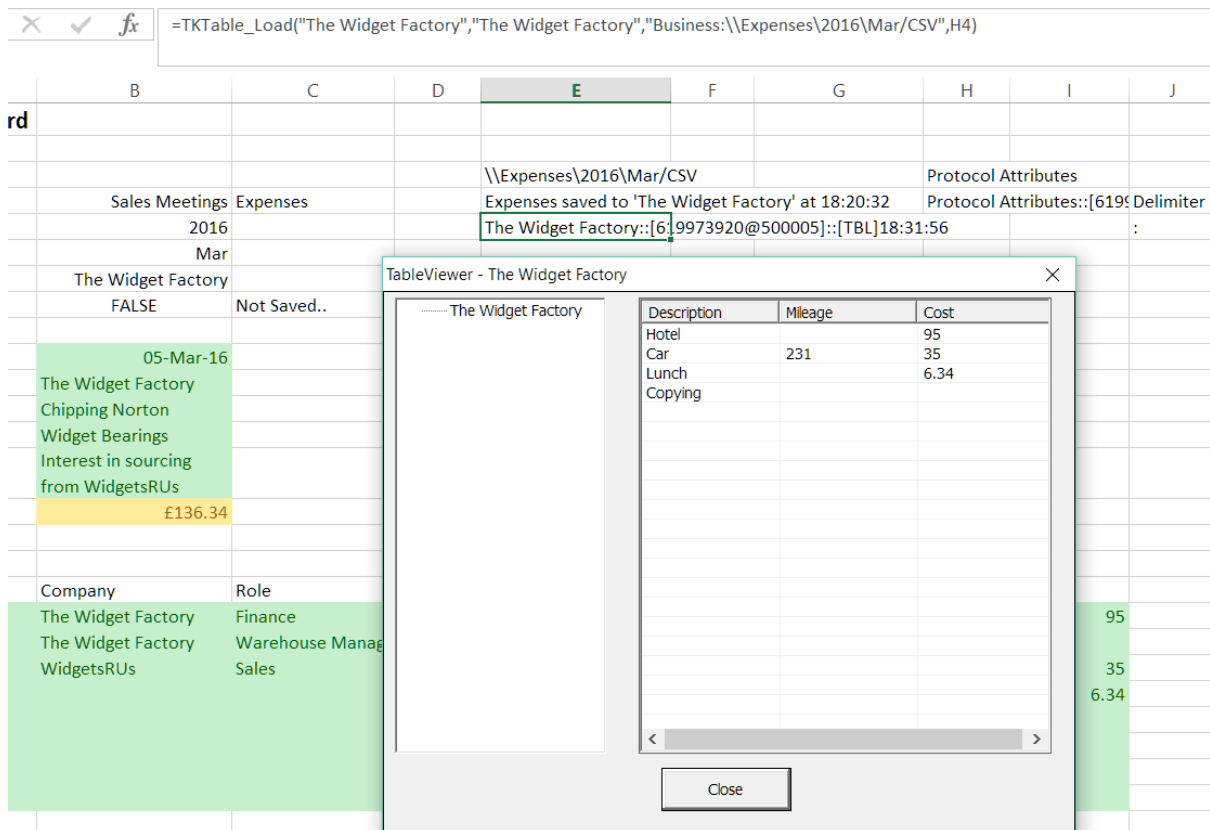 fx =TKTable_Load("The Widget Factory","The Widget Factory","Business:\\Expenses\2016\Mar/CSV",H4)
B C D E F G H I J
rd
\\Expenses\2016\Mar/CSV Protocol Attributes
Sales Meetings Expenses Expenses saved to 'The Widget Factory' at 18:20:32 Protocol Attributes::[619 Delimiter
2016 The Widget Factory::[619973920@500005]::[TBL]18:31:56 :
Mar
The Widget Factory
FALSE Not Saved..
TableViewer - The Widget Factory
The Widget Factory
Description Mileage Cost
Hotel 95
Car 231 35
Lunch 6.34
Copying
Close
05-Mar-16
The Widget Factory
Chipping Norton
Widget Bearings
Interest in sourcing
from WidgetsRUs
£136.34
Company Role
The Widget Factory Finance 95
The Widget Factory Warehouse Manag
WidgetsRUs Sales 35
6.34